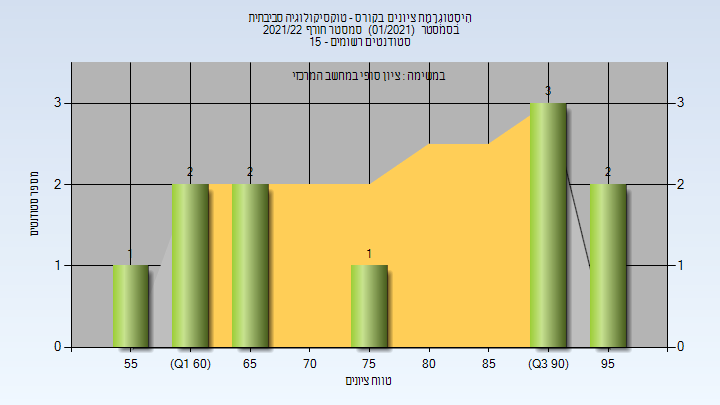 היסטוגרמת ציונים בקורס - טוקסיקולוגיה סביבתית
בסמסטר (01/2021) סמסטר חורף 2021/22
סטודנטים רשומים - 15
במשימה : ציון סופי במחשב המרכזי
3 3 3
2 2 2 2 2
1 1 1 1
0 0
55 (Q1 60) 65 70 75 80 85 (Q3 90) 95
מספר סטודנטים
טווח ציונים